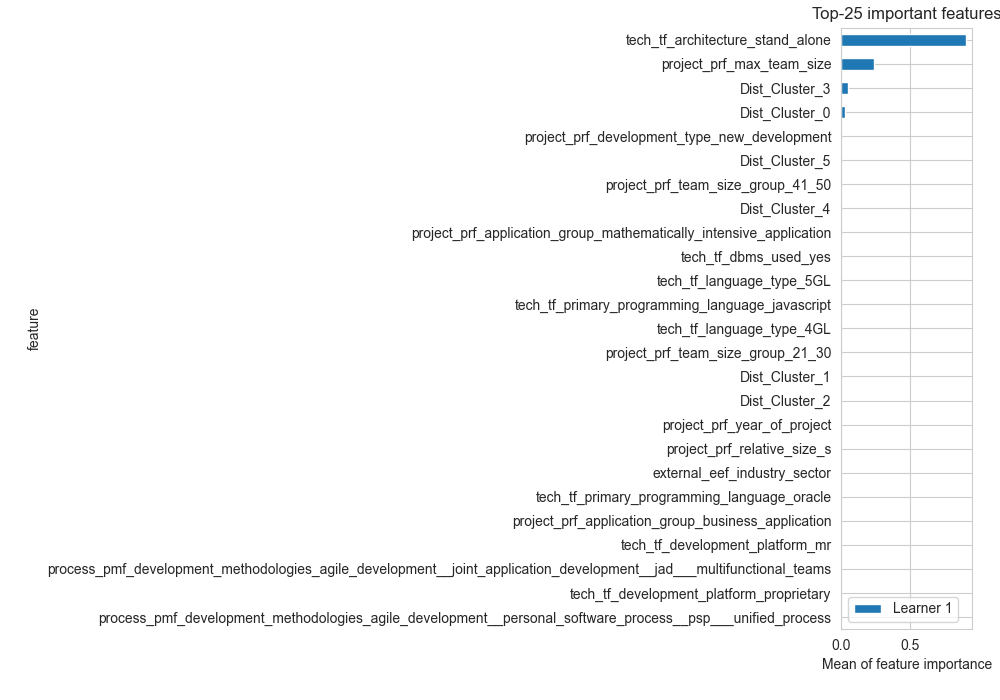 Top-25 important features
tech_tf_architecture_stand_alone
project_prf_max_team_size
Dist_Cluster_3
Dist_Cluster_0
project_prf_development_type_new_development
Dist_Cluster_5
project_prf_team_size_group_41_50
Dist_Cluster_4
project_prf_application_group_mathematically_intensive_application
tech_tf_dbms_used_yes
tech_tf_language_type_5GL
tech_tf_primary_programming_language_javascript
tech_tf_language_type_4GL
project_prf_team_size_group_21_30
Dist_Cluster_1
Dist_Cluster_2
project_prf_year_of_project
project_prf_relative_size_s
external_eef_industry_sector
tech_tf_primary_programming_language_oracle
project_prf_application_group_business_application
tech_tf_development_platform_mr
process_pmf_development_methodologies_agile_development__joint_application_development__jad___multifunctional_teams
tech_tf_development_platform_proprietary
process_pmf_development_methodologies_agile_development__personal_software_process__psp___unified_process
feature
Learner 1
0.0 0.5
Mean of feature importance